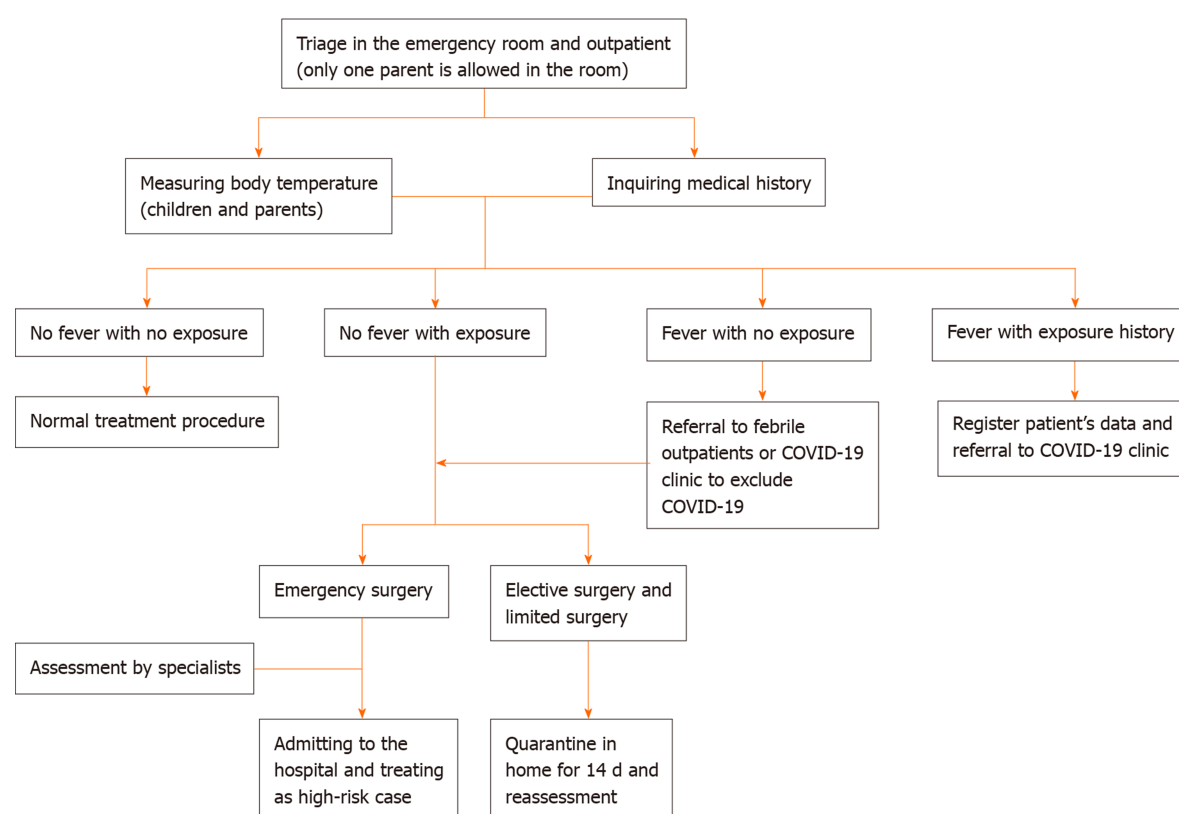 Triage in the emergency room and outpatient
(only one parent is allowed in the room)
Measuring body temperature
(children and parents)
Inquiring medical history
No fever with no exposure
No fever with exposure
Fever with no exposure
Fever with exposure history
Normal treatment procedure
Referral to febrile
outpatients or COVID-19
clinic to exclude
COVID-19
Register patient’s data and
referral to COVID-19 clinic
Emergency surgery
Elective surgery and
limited surgery
Assessment by specialists
Admitting to the
hospital and treating
as high-risk case
Quarantine in
home for 14 d and
reassessment